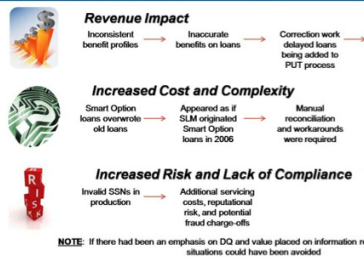 Revenue Impact
Inconsistent
benefit profiles
Inaccurate
benefits on loans
Correction work
delayed loans
being added to
PUT process
Increased Cost and Complexity
Smart Option
loans overwrote
old loans
Appeared as if
SLM originated
Smart Option
loans in 2006
Manual
reconciliation
and workarounds
were required
Increased Risk and Lack of Compliance
RISK
Invalid SSNs in
production
Additional servicing
costs, reputational
risk, and potential
fraud charge-offs
NOTE: If there had been an emphasis on DQ and value placed on information
situations could have been avoided